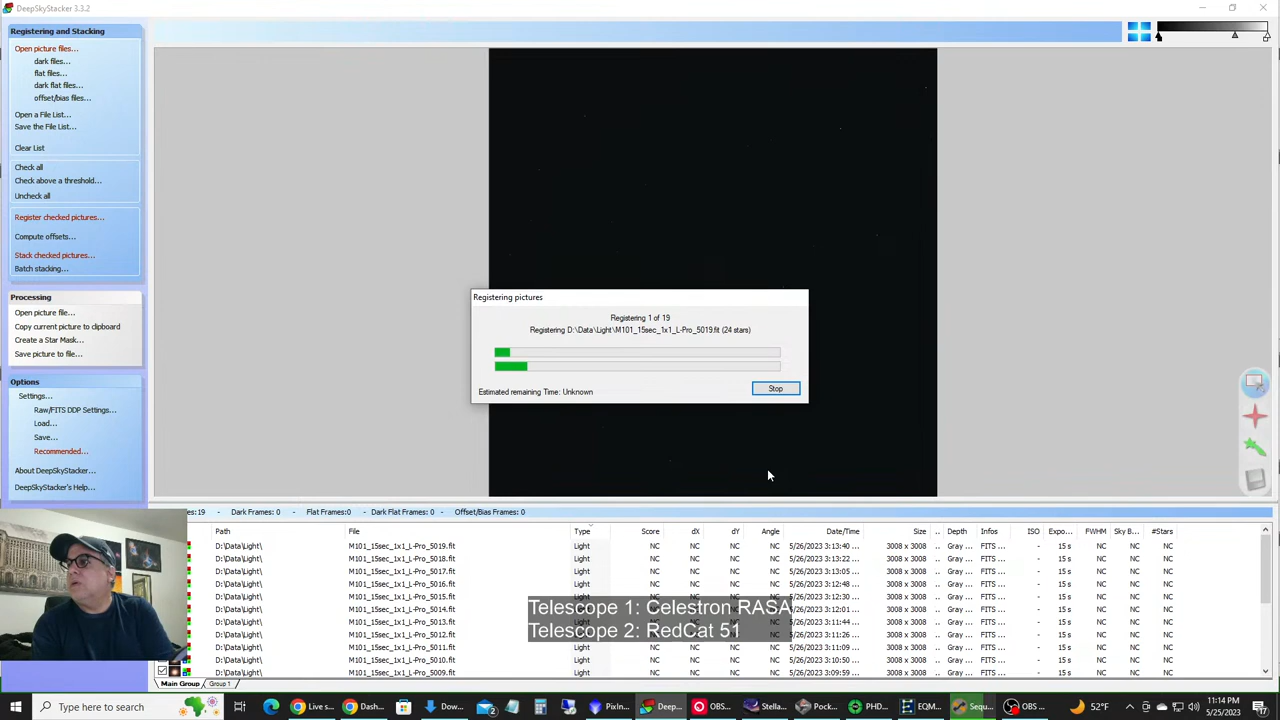 DeepSkyStacker 3.3.2
Registering and Stacking
Open picture files...
dark files...
flat files...
dark flat files...
offset/bias files...
Open a File List...
Save the File List...
Clear List
Check all
Check above a threshold...
Uncheck all
Register checked pictures...
Compute offsets...
Stack checked pictures...
Batch stacking...
Processing
Open picture file...
Copy current picture to clipboard
Create a Star Mask...
Save picture to file...
Options
Settings...
Raw/FITS DDP Settings...
Load...
Save...
Recommended...
About DeepSkyStacker...
DeepSkyStacker's Help...
Registering pictures
Registering 1 of 19
Registering D:\Data\Light\M101_15sec_1x1_L-Pro_5019.fit (24 stars)
Estimated remaining Time: Unknown
Stop
:19 - Dark Frames: 0 - Flat Frames:0 - Dark Flat Frames: 0 - Offset/Bias Frames: 0
Path File Type Score dX dY Angle Date/Time Size .. Depth Infos ISO Expo... FWHM Sky B... #Stars
D:\Data\Light\ M101_15sec_1x1_L-Pro_5019.fit Light NC NC NC NC 5/26/2023 3:13:40 ... 3008 x 3008 .. Gray ... FITS ... - 15 s NC NC NC
D:\Data\Light\ M101_15sec_1x1_L-Pro_5018.fit Light NC NC NC NC 5/26/2023 3:13:22 ... 3008 x 3008 .. Gray ... FITS ... - 15 s NC NC NC
D:\Data\Light\ M101_15sec_1x1_L-Pro_5017.fit Light NC NC NC NC 5/26/2023 3:13:06 ... 3008 x 3008 .. Gray ... FITS ... - 15 s NC NC NC
D:\Data\Light\ M101_15sec_1x1_L-Pro_5016.fit Light NC NC NC NC 5/26/2023 3:12:48 ... 3008 x 3008 .. Gray ... FITS ... - 15 s NC NC NC
D:\Data\Light\ M101_15sec_1x1_L-Pro_5015.fit Light NC NC NC NC 5/26/2023 3:12:30 ... 3008 x 3008 .. Gray ... FITS ... - 15 s NC NC NC
D:\Data\Light\ M101_15sec_1x1_L-Pro_5014.fit Light NC NC NC NC 5/26/2023 3:12:01 ... 3008 x 3008 .. Gray ... FITS ... - 15 s NC NC NC
D:\Data\Light\ M101_15sec_1x1_L-Pro_5013.fit Light NC NC NC NC 5/26/2023 3:11:44 ... 3008 x 3008 .. Gray ... FITS ... - 15 s NC NC NC
D:\Data\Light\ M101_15sec_1x1_L-Pro_5012.fit Light NC NC NC NC 5/26/2023 3:11:26 ... 3008 x 3008 .. Gray ... FITS ... - 15 s NC NC NC
D:\Data\Light\ M101_15sec_1x1_L-Pro_5011.fit Light NC NC NC NC 5/26/2023 3:11:09 ... 3008 x 3008 .. Gray ... FITS ... - 15 s NC NC NC
D:\Data\Light\ M101_15sec_1x1_L-Pro_5010.fit Light NC NC NC NC 5/26/2023 3:10:50 ... 3008 x 3008 .. Gray ... FITS ... - 15 s NC NC NC
D:\Data\Light\ M101_15sec_1x1_L-Pro_5009.fit Light NC NC NC NC 5/26/2023 3:09:59 ... 3008 x 3008 .. Gray ... FITS ... - 15 s NC NC NC
Telescope 1: Celestron RASA
Telescope 2: RedCat 51
Main Group Group 1
Type here to search
Live s... Dash... Dow... PixIn... Deep... OBS... Stella... Pock... PHD... EQM... Sequ... OBS ...
52°F
11:14 PM
5/25/2023